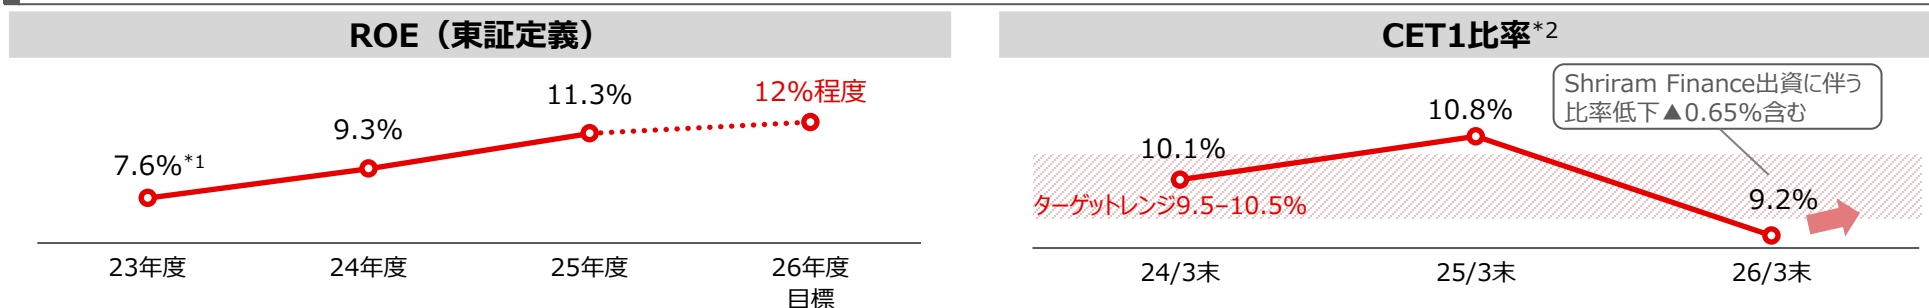 ROE（東証定義）
7.6%*1
9.3%
11.3%
12%程度
23年度
24年度
25年度
26年度
目標
CET1比率*2
Shriram Finance出資に伴う
比率低下▲0.65%含む
10.1%
10.8%
9.2%
ターゲットレンジ9.5–10.5%
24/3末
25/3末
26/3末